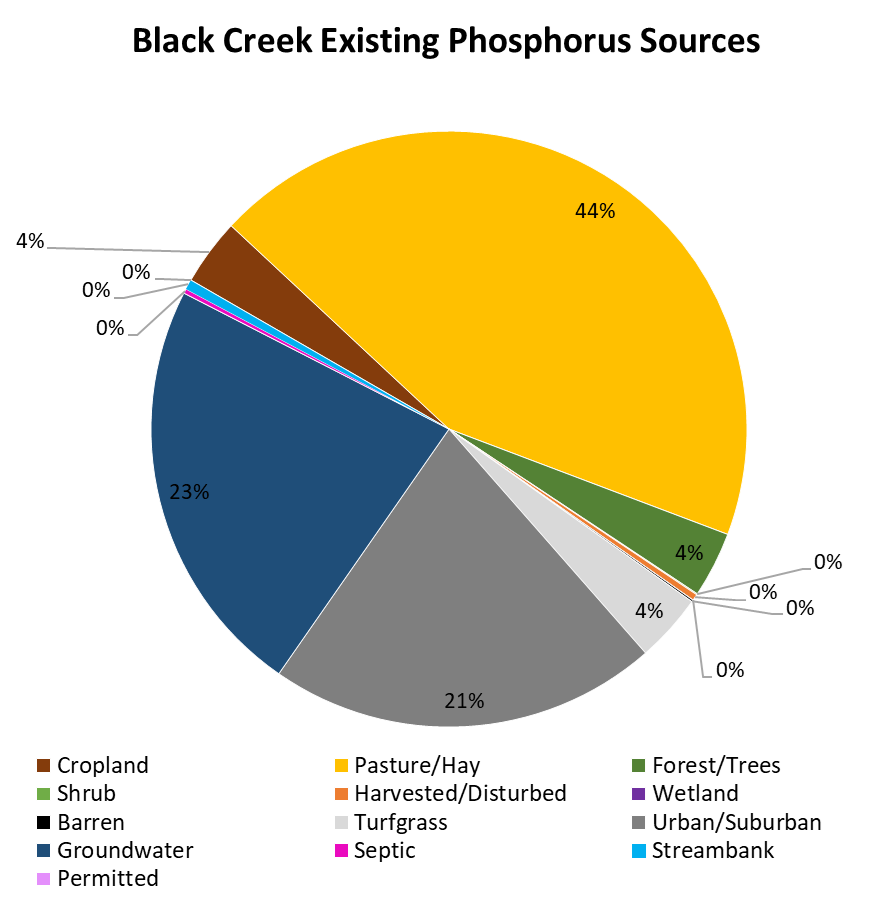 Black Creek Existing Phosphorus Sources
44%
4%
0%
0%
0%
23%
4%
0%
0%
0%
4%
0%
21%
Cropland Pasture/Hay Forest/Trees
Shrub Harvested/Disturbed Wetland
Barren Turfgrass Urban/Suburban
Groundwater Septic Streambank
Permitted